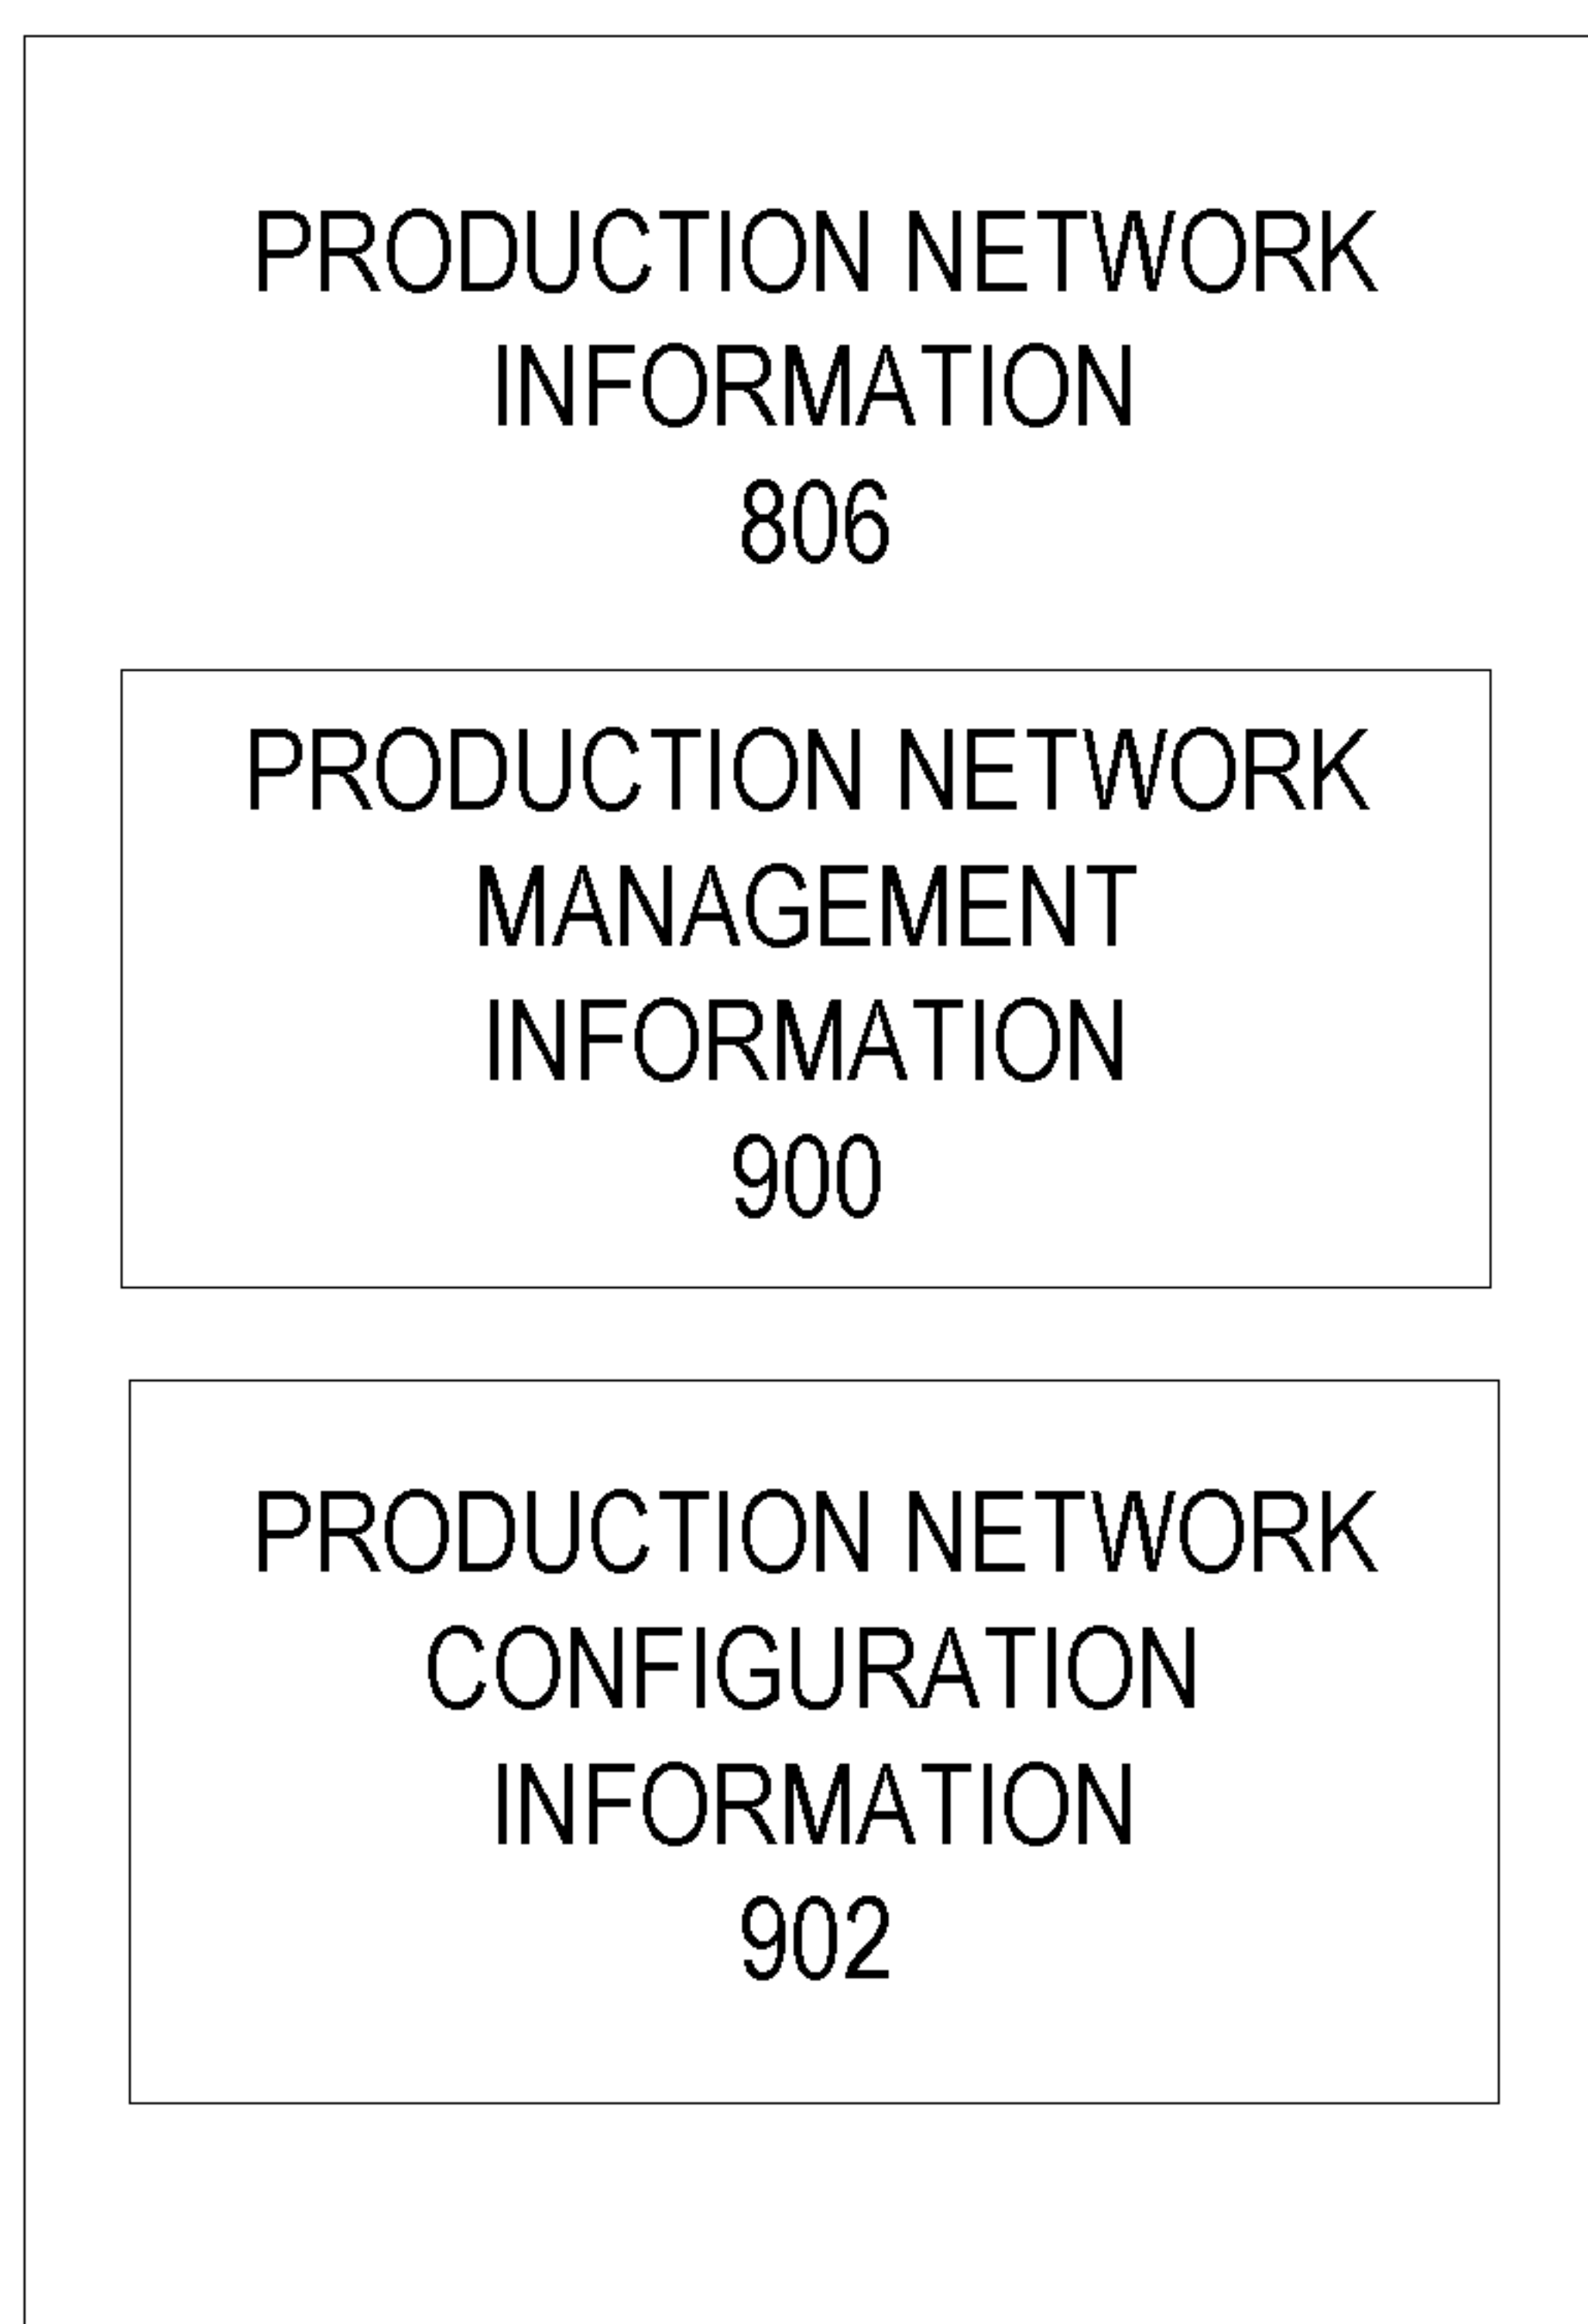 PRODUCTION NETWORK
INFORMATION
806
PRODUCTION NETWORK
MANAGEMENT
INFORMATION
900
PRODUCTION NETWORK
CONFIGURATION
INFORMATION
902